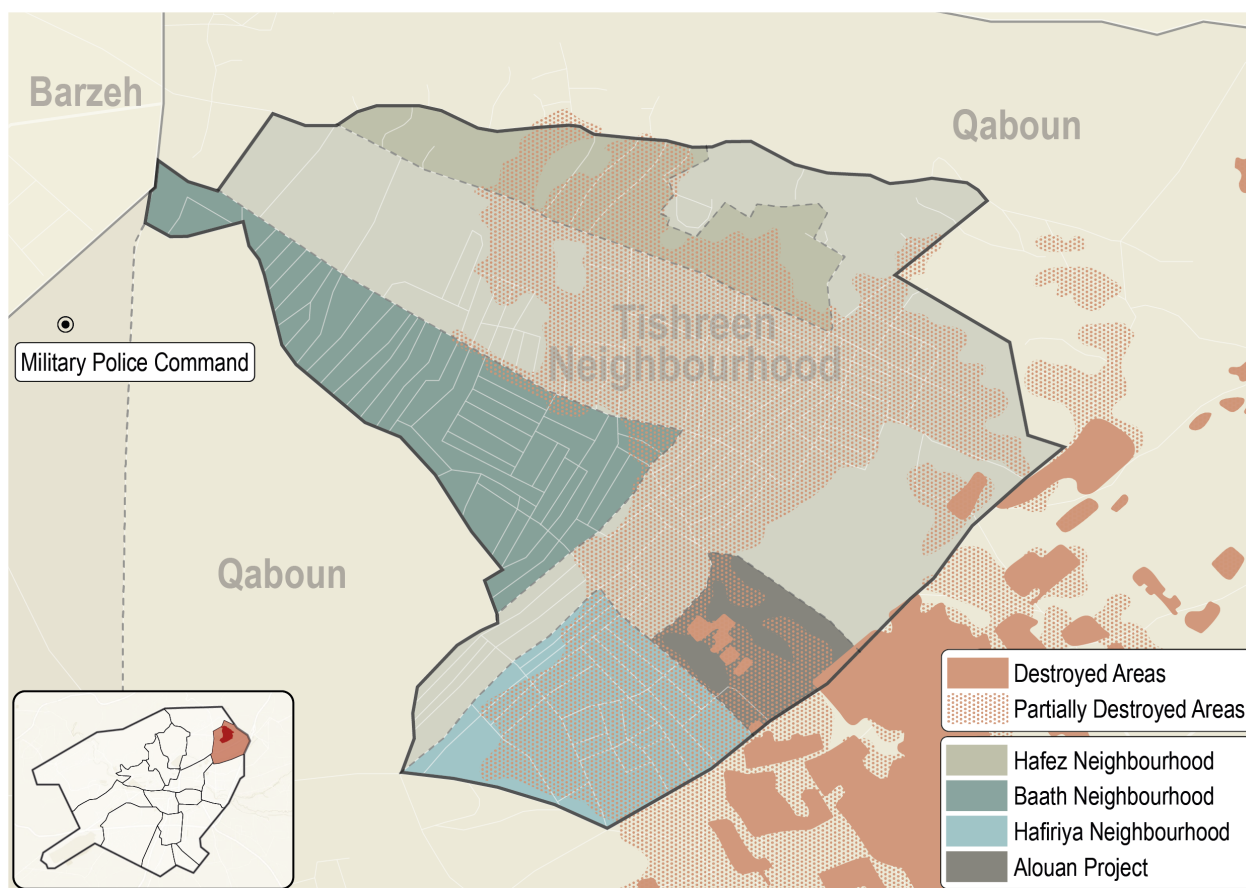 Barzeh
Qaboun
Tishreen
Neighbourhood
Military Police Command
Qaboun
Destroyed Areas
Partially Destroyed Areas
Hafez Neighbourhood
Baath Neighbourhood
Hafiriya Neighbourhood
Alouan Project